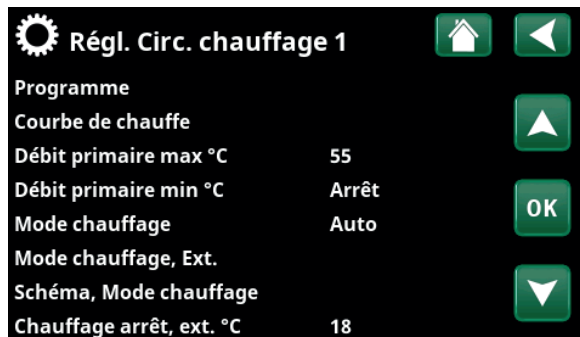 Régl. Circ. chauffage 1
Programme
Courbe de chauffe
Débit primaire max °C 55
Débit primaire min °C Arrêt
OK
Mode chauffage Auto
Mode chauffage, Ext.
Schéma, Mode chauffage
Chauffage arrêt, ext. °C 18